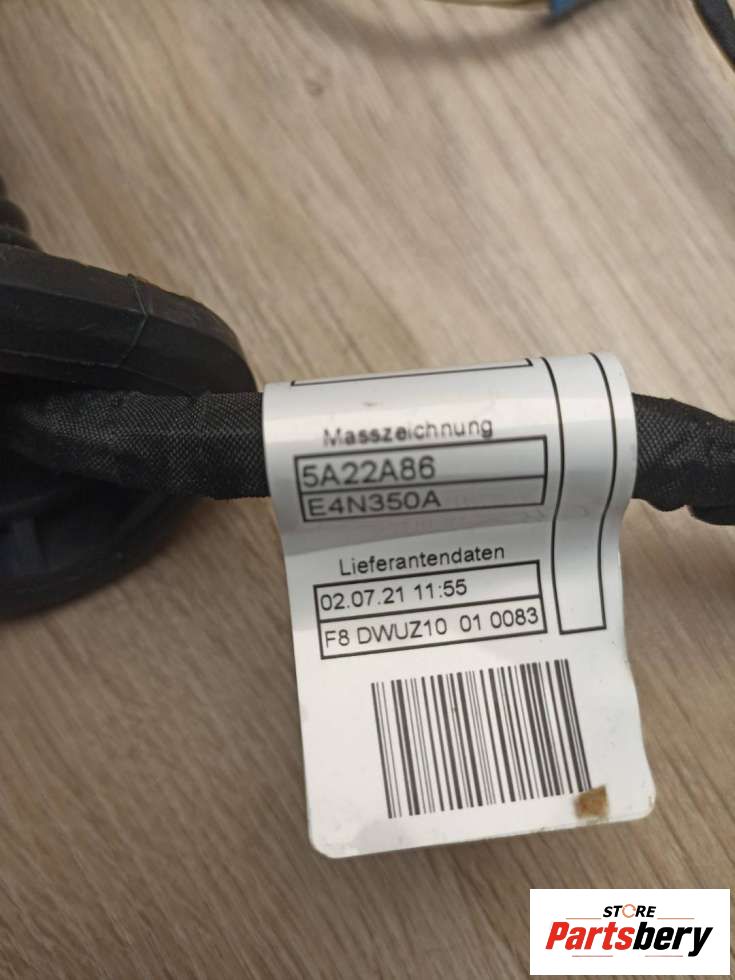 Masszeichnung
5A22A86
E4N350A
Lieferantendaten
02.07.21 11:55
F8 DWUZ10 01 0083
STORE
Partsbery